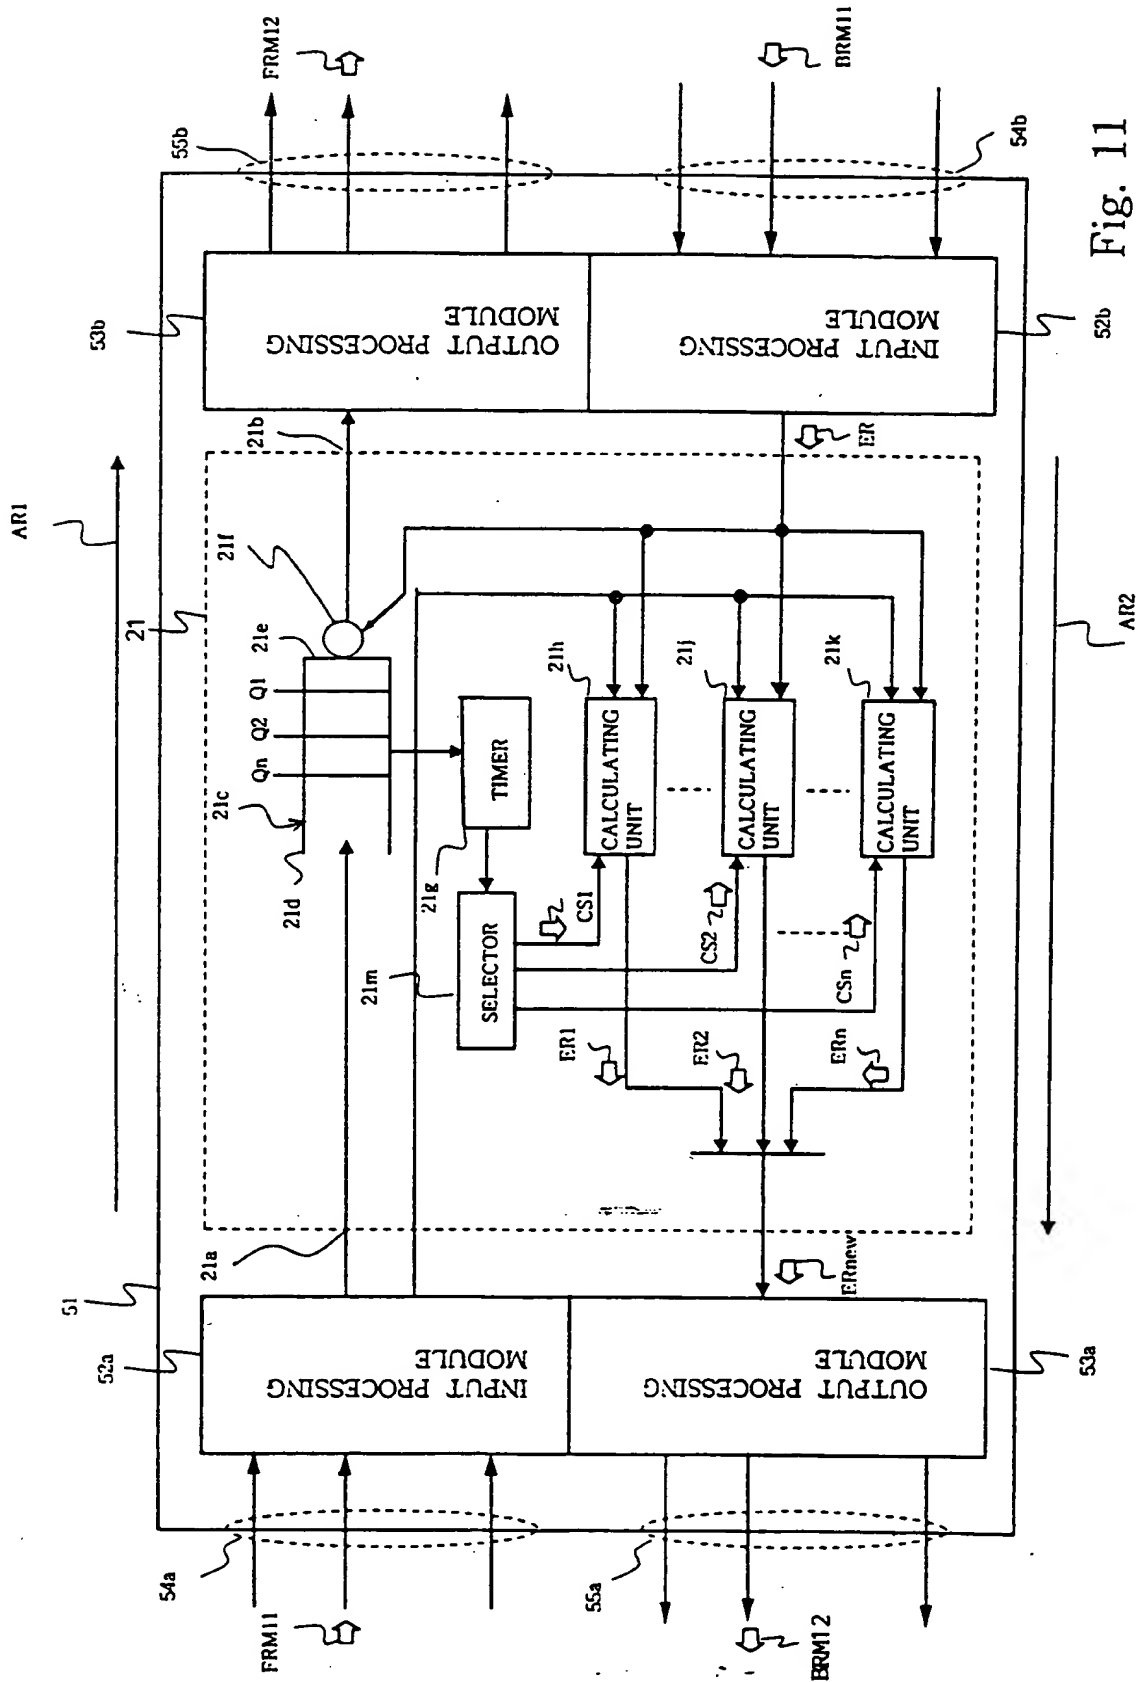 AR1
51
21
54a
52a
21a
21d
21c
Qn
Q2
Q1
21e
21f
21b
53b
55b
FRM11
FRM12
INPUT PROCESSING
MODULE
OUTPUT PROCESSING
MODULE
21m
21g
SELECTOR
TIMER
CS1
21h
CALCULATING
UNIT
ER1
CS2
21j
CALCULATING
UNIT
ER2
ER
CSn
21k
CALCULATING
UNIT
ERn
ERnew
OUTPUT PROCESSING
MODULE
INPUT PROCESSING
MODULE
55a
53a
BRM12
BRM11
52b
54b
AR2
Fig. 11